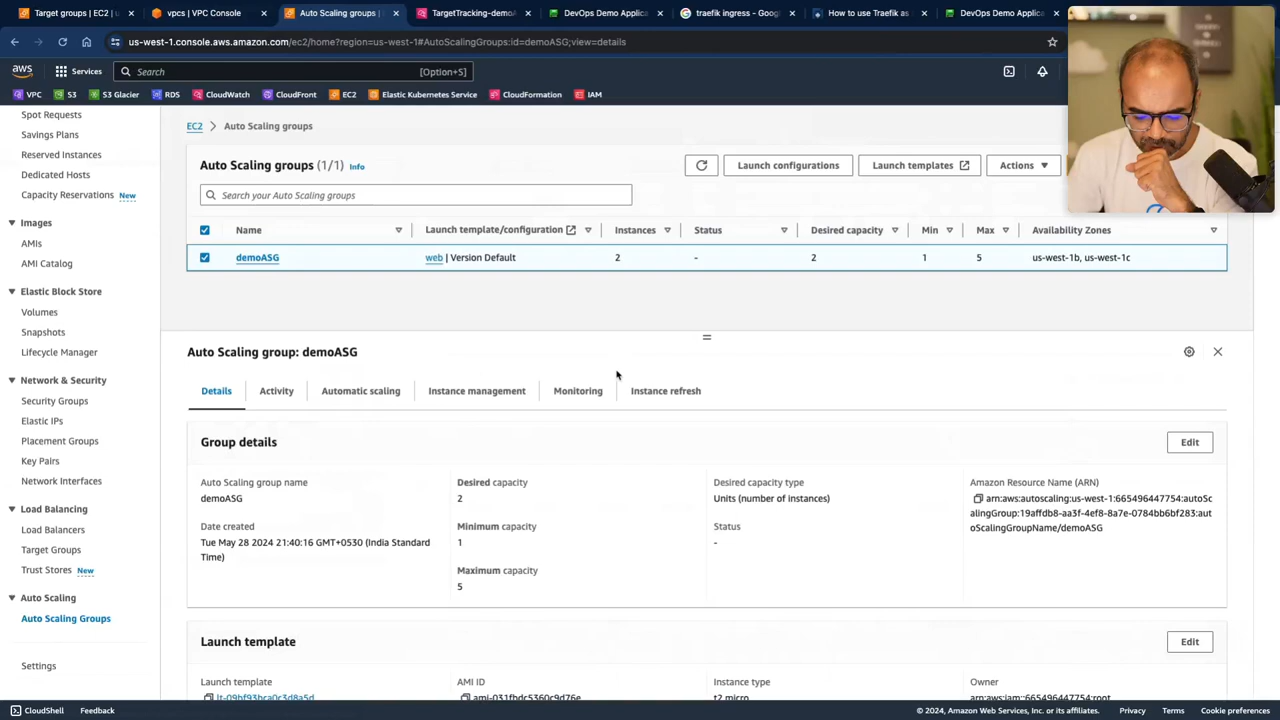 Target groups | EC2 | u
vpcs | VPC Console
Auto Scaling groups | EC
TargetTracking-demoAS
DevOps Demo Applicat
traefik ingress - Googl
How to use Traefik as
DevOps Demo Applica
us-west-1.console.aws.amazon.com/ec2/home?region=us-west-1#AutoScalingGroups:id=demoASG;view=details
aws
Services
Search
[Option+S]
VPC
S3
S3 Glacier
RDS
CloudWatch
CloudFront
EC2
Elastic Kubernetes Service
CloudFormation
IAM
Spot Requests
Savings Plans
Reserved Instances
Dedicated Hosts
Capacity Reservations New
Images
AMIs
AMI Catalog
Elastic Block Store
Volumes
Snapshots
Lifecycle Manager
Network & Security
Security Groups
Elastic IPs
Placement Groups
Key Pairs
Network Interfaces
Load Balancing
Load Balancers
Target Groups
Trust Stores New
Auto Scaling
Auto Scaling Groups
Settings
EC2 > Auto Scaling groups
Auto Scaling groups (1/1) Info
Launch configurations
Launch templates
Actions
Search your Auto Scaling groups
Name
Launch template/configuration
Instances
Status
Desired capacity
Min
Max
Availability Zones
demoASG
web | Version Default
2
-
2
1
5
us-west-1b, us-west-1c
Auto Scaling group: demoASG
Details
Activity
Automatic scaling
Instance management
Monitoring
Instance refresh
Group details
Edit
Auto Scaling group name
demoASG
Date created
Tue May 28 2024 21:40:16 GMT+0530 (India Standard
Time)
Desired capacity
2
Minimum capacity
1
Maximum capacity
5
Desired capacity type
Units (number of instances)
Status
-
Amazon Resource Name (ARN)
arn:aws:autoscaling:us-west-1:665496447754:autoSc
alingGroup:19affdb8-aa3f-4ef8-8a7e-0784bb6bf283:aut
oScalingGroupName/demoASG
Launch template
Edit
Launch template
lt-09bf93bca0c3d8a5d
AMI ID
ami-031fbdc5360c9d76e
Instance type
t2.micro
Owner
arn:aws:iam::665496447754:root
CloudShell
Feedback
© 2024, Amazon Web Services, Inc. or its affiliates.
Privacy
Terms
Cookie preferences